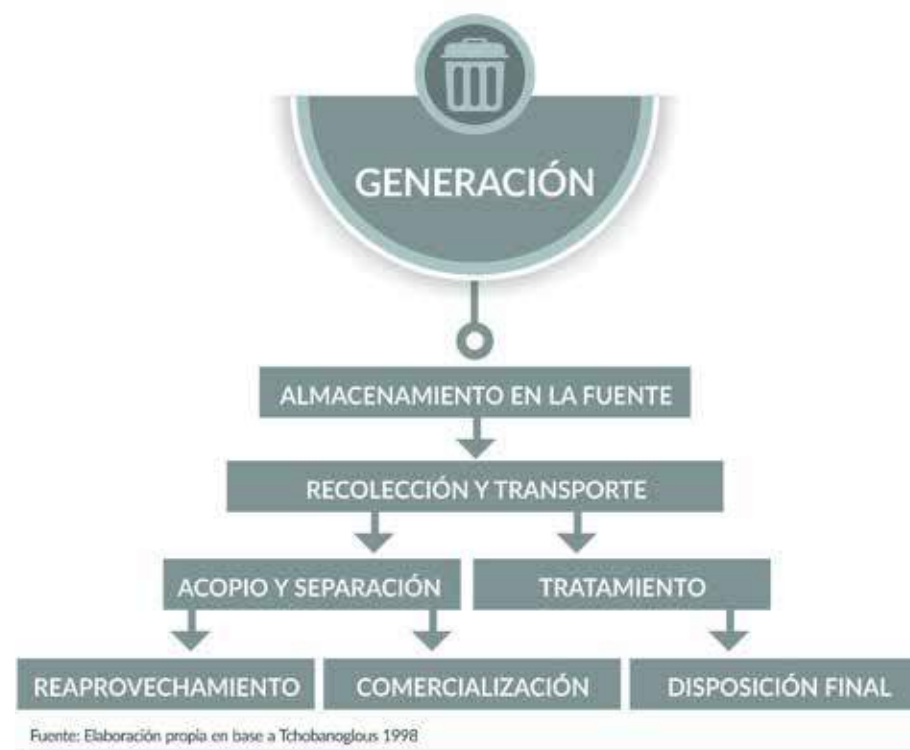 GENERACIÓN
ALMACENAMIENTO EN LA FUENTE
RECOLECCIÓN Y TRANSPORTE
ACOPIO Y SEPARACIÓN
TRATAMIENTO
REAPROVECHAMIENTO
COMERCIALIZACIÓN
DISPOSICIÓN FINAL
Fuente: Elaboración propia en base a Tchobanoglous 1998